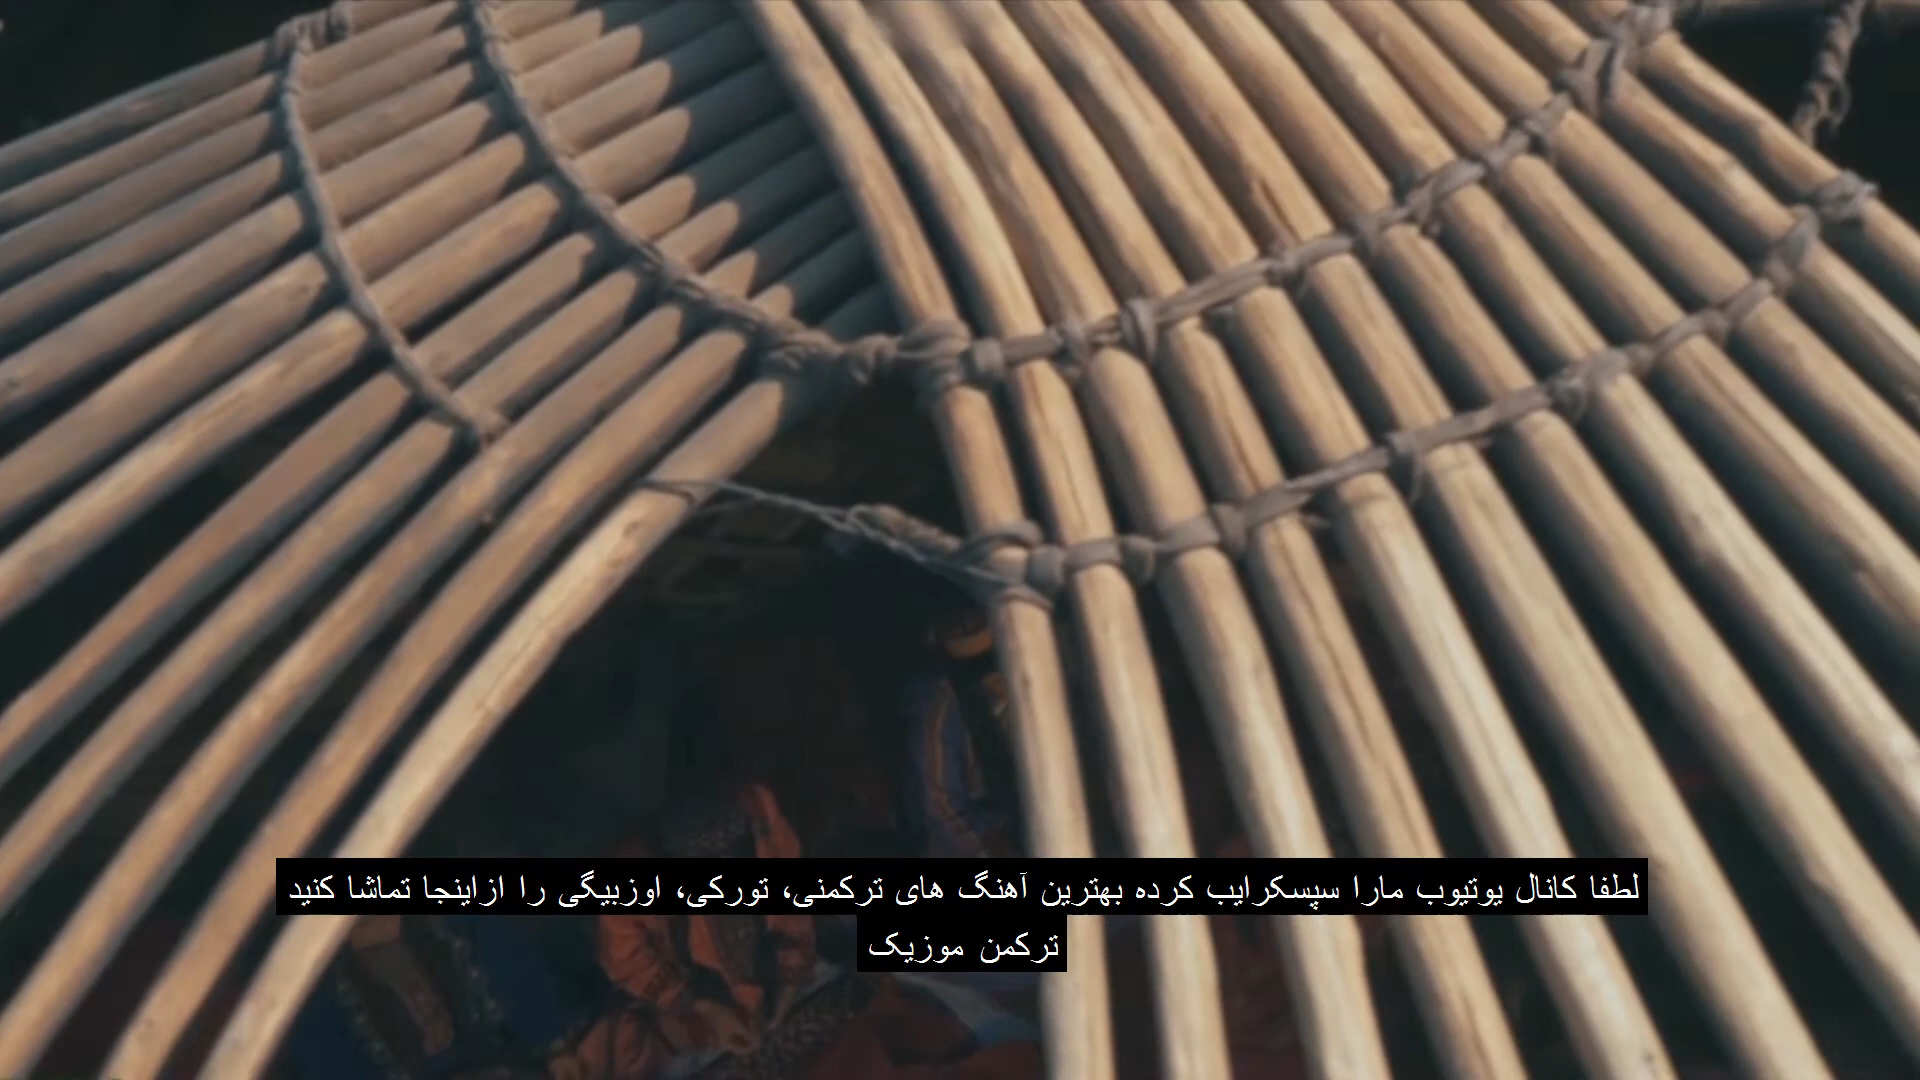 لطفا کانال یوتیوب مارا سپسکرایب کرده بهترین آهنگ های ترکمنی، تورکی، اوزبیگی را ازاینجا تماشا کنید
ترکمن موزیک